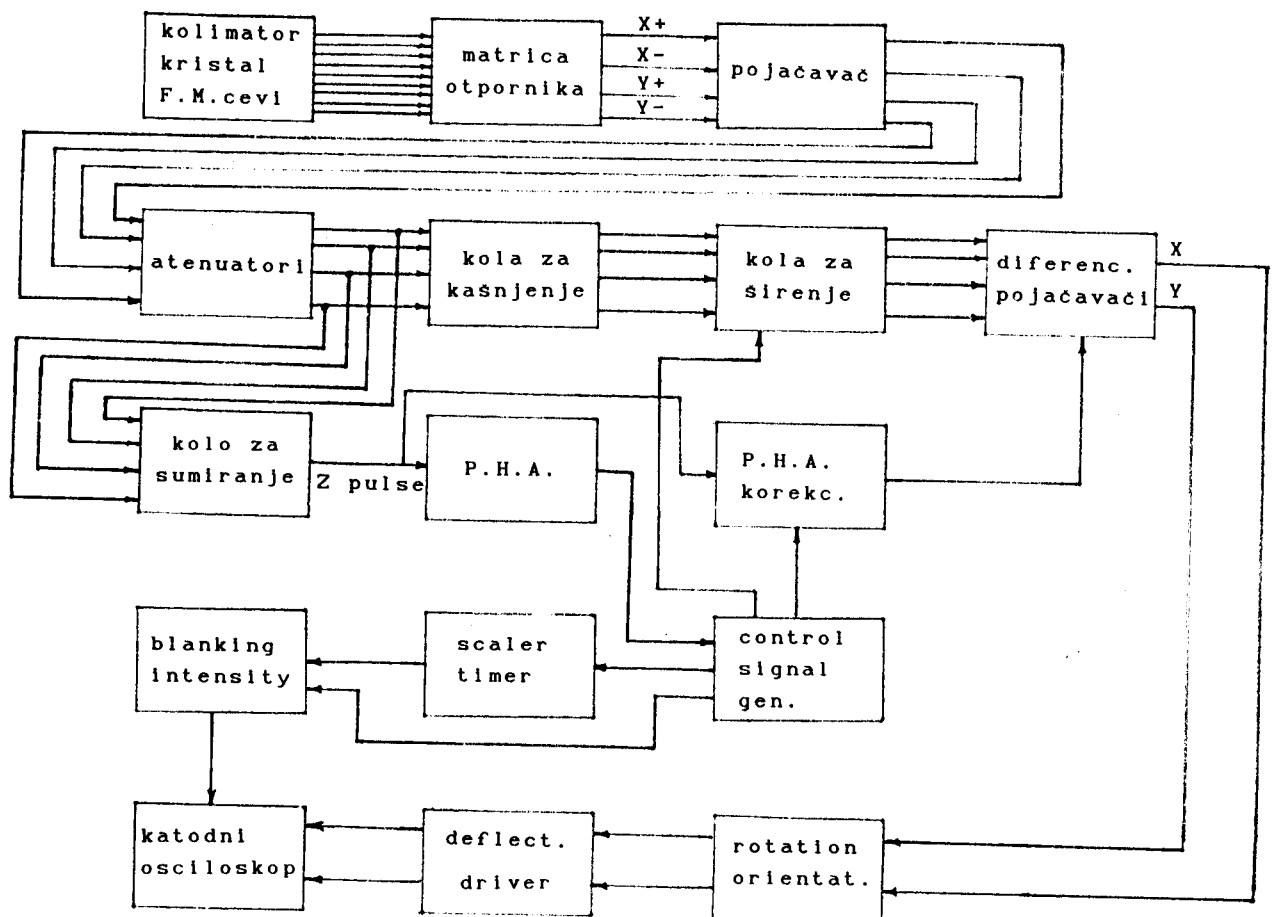 kolimator
kristal
F.M.cevi
matrica
otpornika
X+
X-
Y+
Y-
pojačavač
atenuatori
kola za
kašnjenje
kola za
širenje
diferenc.
pojačavači
X
Y
kolo za
sumiranje
Z pulse
P.H.A.
P.H.A.
korekc.
blanking
intensity
scaler
timer
control
signal
gen.
katodni
osciloskop
deflect.
driver
rotation
orientat.